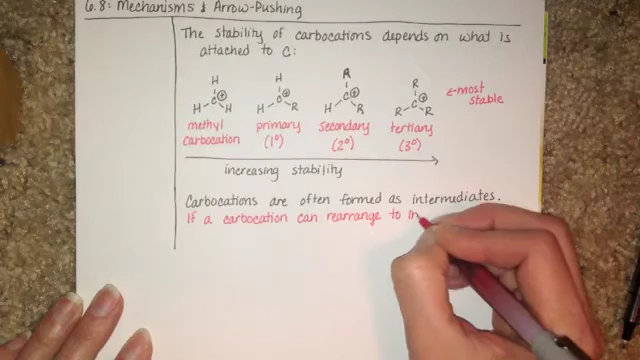 6.8: Mechanisms & Arrow-Pushing
The stability of carbocations depends on what is
attached to C:
H H R R
H C ⊕ H H C ⊕ R H C ⊕ R R C ⊕ R
←most stable
methyl carbocation
primary (1°)
secondary (2°)
tertiary (3°)
increasing stability
Carbocations are often formed as intermediates.
If a carbocation can rearrange to in